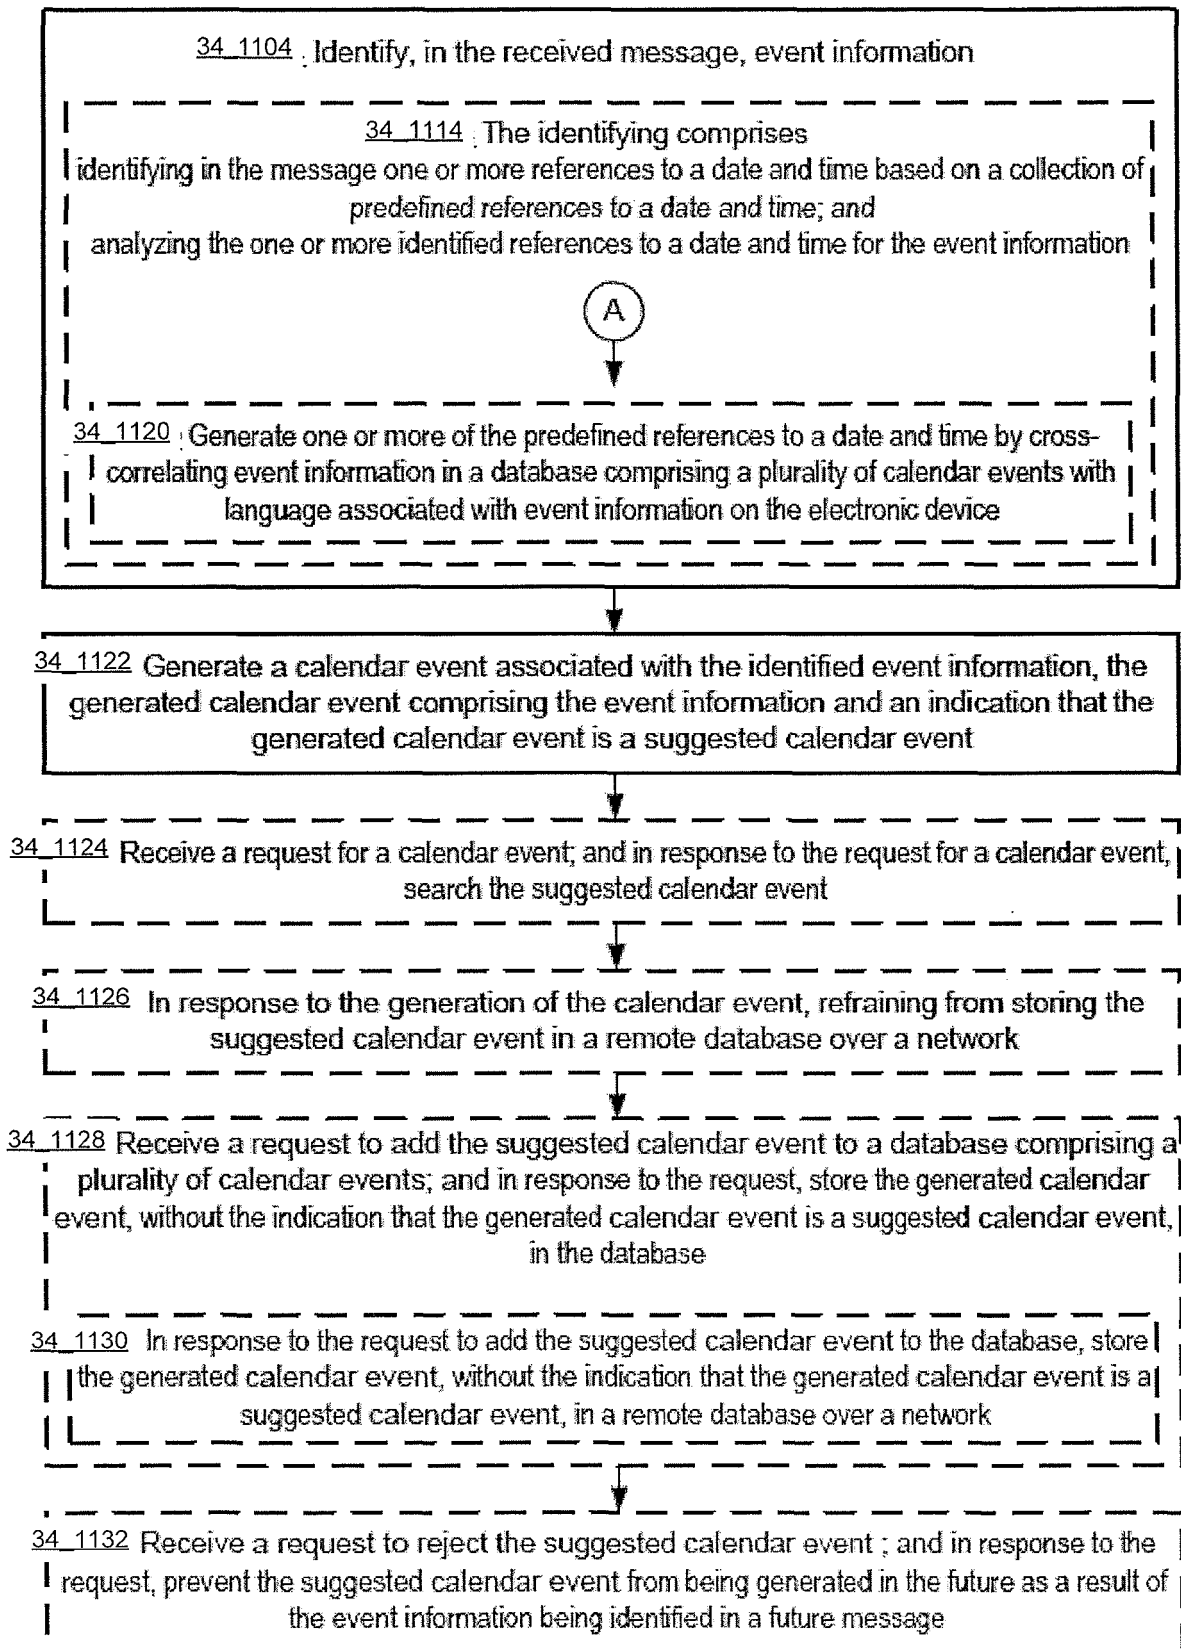 34_1104 : Identify, in the received message, event information
34_1114 : The identifying comprises
identifying in the message one or more references to a date and time based on a collection of
predefined references to a date and time; and
analyzing the one or more identified references to a date and time for the event information
A
34_1120 : Generate one or more of the predefined references to a date and time by cross-
correlating event information in a database comprising a plurality of calendar events with
language associated with event information on the electronic device
34_1122 Generate a calendar event associated with the identified event information, the
generated calendar event comprising the event information and an indication that the
generated calendar event is a suggested calendar event
34_1124 Receive a request for a calendar event; and in response to the request for a calendar event,
search the suggested calendar event
34_1126 In response to the generation of the calendar event, refraining from storing the
suggested calendar event in a remote database over a network
34_1128 Receive a request to add the suggested calendar event to a database comprising a
plurality of calendar events; and in response to the request, store the generated calendar
event, without the indication that the generated calendar event is a suggested calendar event,
in the database
34_1130 In response to the request to add the suggested calendar event to the database, store
the generated calendar event, without the indication that the generated calendar event is a
suggested calendar event, in a remote database over a network
34_1132 Receive a request to reject the suggested calendar event ; and in response to the
request, prevent the suggested calendar event from being generated in the future as a result of
the event information being identified in a future message